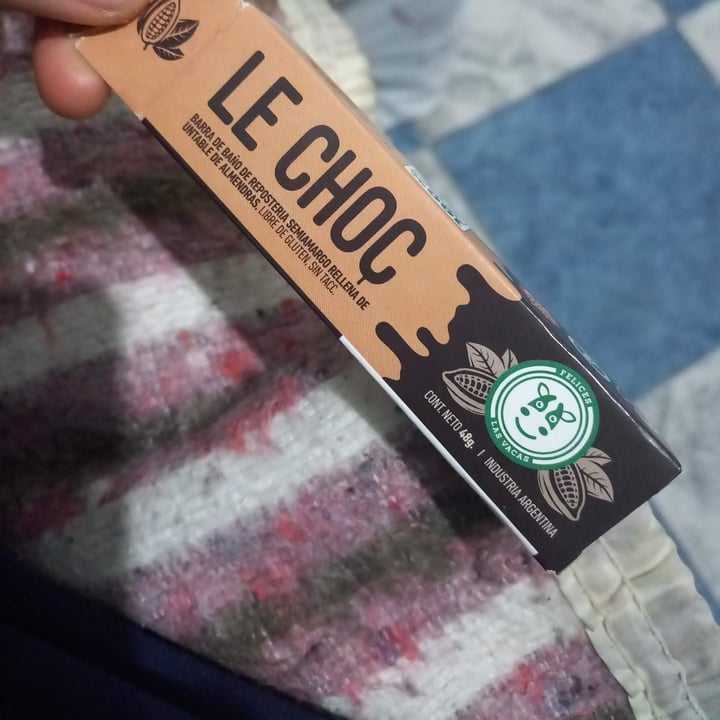 LE CHOÇ
BARRA DE BAÑO DE REPOSTERIA SEMIAMARGO RELLENA DE
UNTABLE DE ALMENDRAS, LIBRE DE GLUTEN, SIN TACC.
FELICES
LAS VACAS
CONT. NETO 48g. | INDUSTRIA ARGENTINA